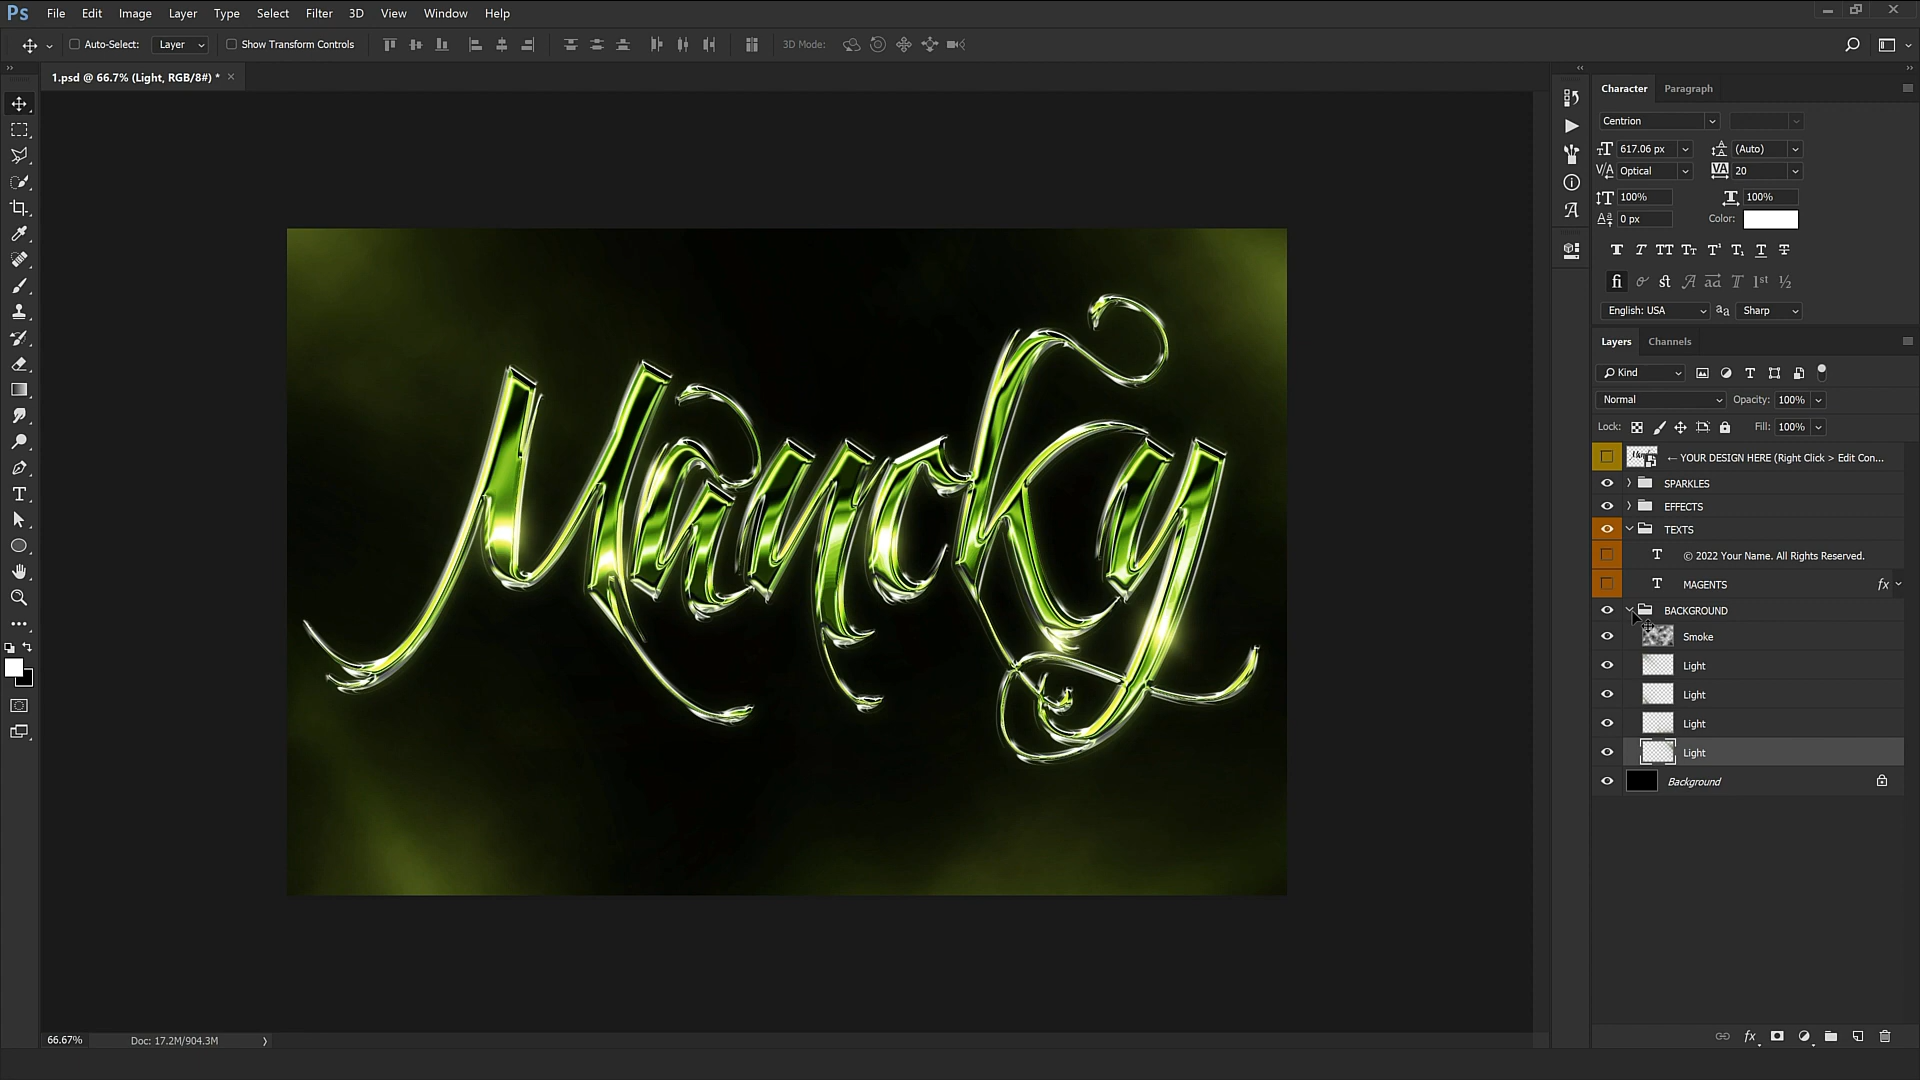 Ps File Edit Image Layer Type Select Filter 3D View Window Help
Auto-Select: Layer Show Transform Controls 3D Mode:
1.psd @ 66.7% (Light, RGB/8#) *
Character Paragraph
Centrion
617.06 px (Auto)
Optical 20
100% 100%
0 px Color:
English: USA Sharp
Layers Channels
Kind
Normal Opacity: 100%
Lock: Fill: 100%
← YOUR DESIGN HERE (Right Click > Edit Con...
SPARKLES
EFFECTS
TEXTS
© 2022 Your Name. All Rights Reserved.
MAGENTS fx
BACKGROUND
Smoke
Light
Light
Light
Light
Background
66.67% Doc: 17.2M/904.3M